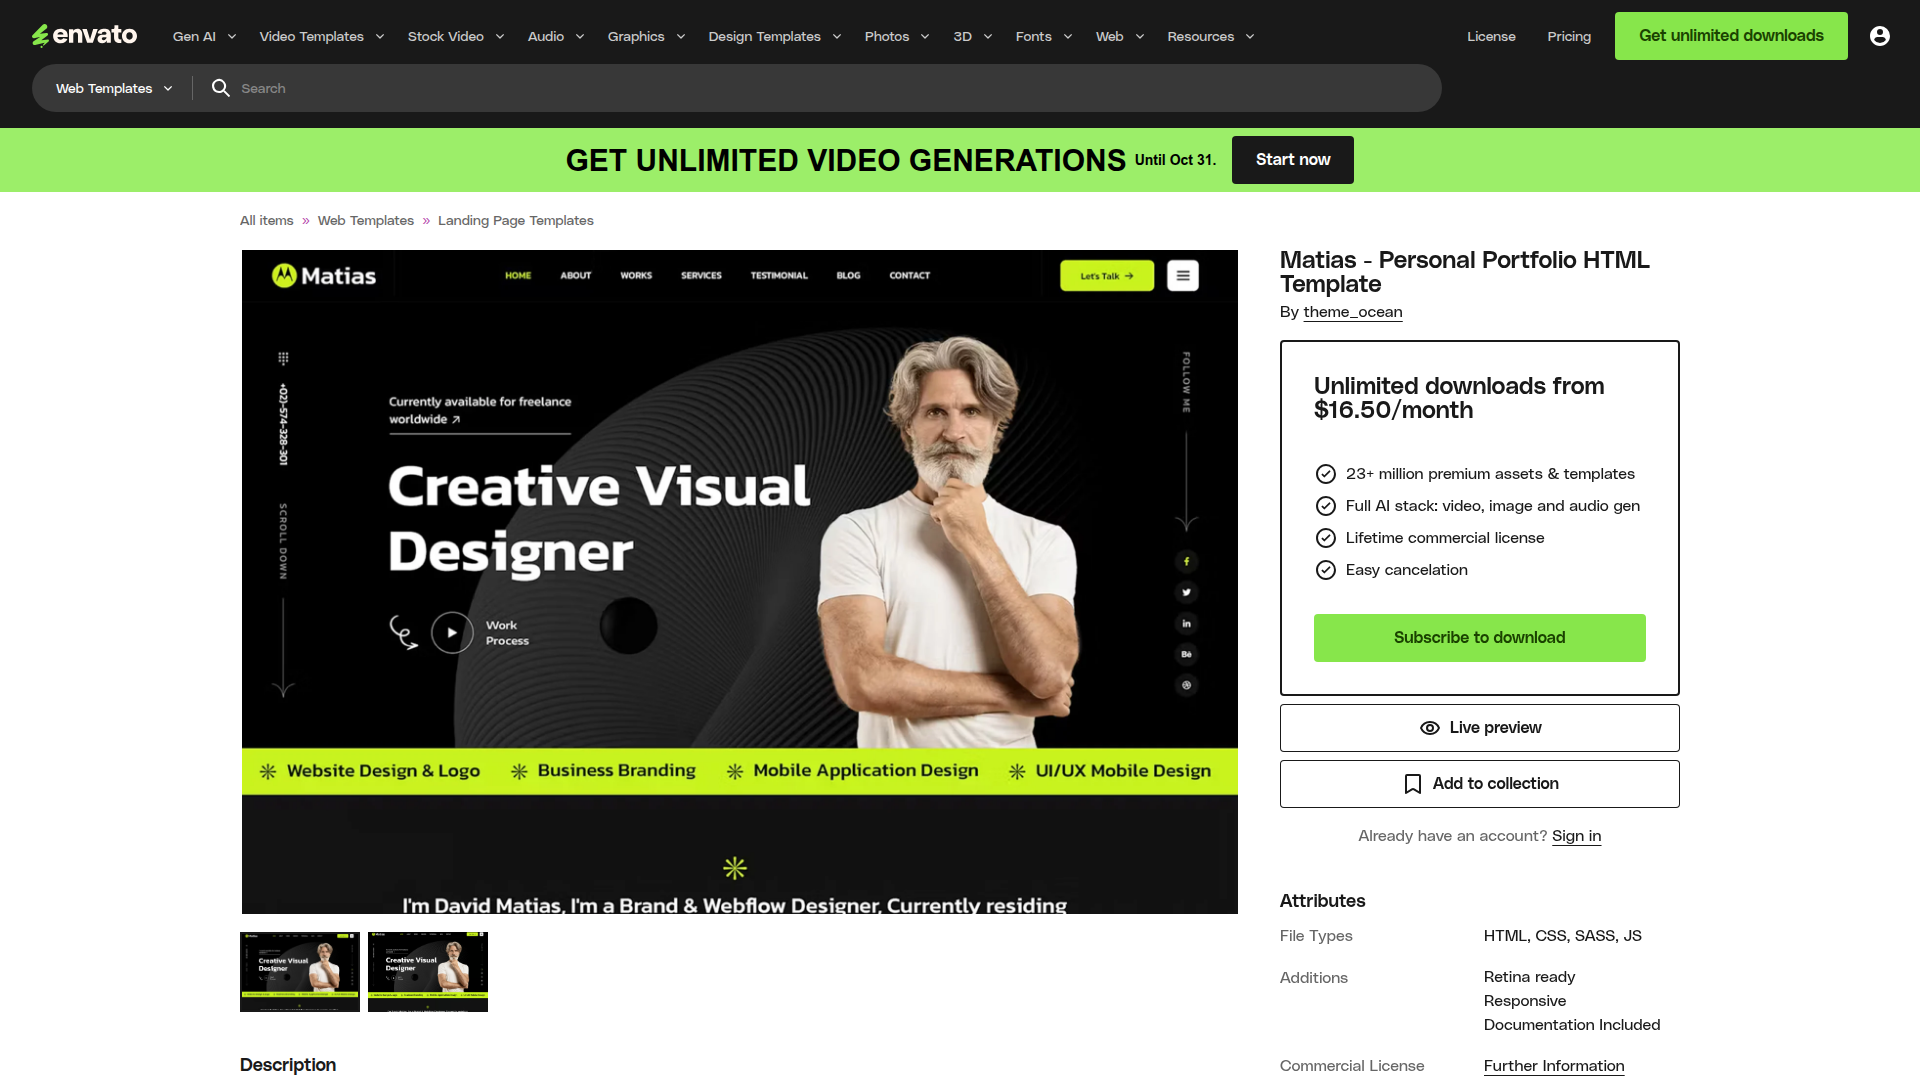 envato
Gen AI
Video Templates
Stock Video
Audio
Graphics
Design Templates
Photos
3D
Fonts
Web
Resources
License
Pricing
Get unlimited downloads
Web Templates
Search
GET UNLIMITED VIDEO GENERATIONS Until Oct 31. Start now
All items » Web Templates » Landing Page Templates
Matias
HOME
ABOUT
WORKS
SERVICES
TESTIMONIAL
BLOG
CONTACT
Let's Talk →
+(02)-574-328-301
SCROLL DOWN
Currently available for freelance
worldwide ↗
Creative Visual
Designer
Work
Process
FOLLOW ME
Website Design & Logo
Business Branding
Mobile Application Design
UI/UX Mobile Design
I'm David Matias, I'm a Brand & Webflow Designer, Currently residing
Matias - Personal Portfolio HTML
Template
By theme_ocean
Unlimited downloads from
$16.50/month
23+ million premium assets & templates
Full AI stack: video, image and audio gen
Lifetime commercial license
Easy cancelation
Subscribe to download
Live preview
Add to collection
Already have an account? Sign in
Attributes
File Types
HTML, CSS, SASS, JS
Additions
Retina ready
Responsive
Documentation Included
Commercial License
Further Information
Creative Visual
Designer
Creative Visual
Designer
Description